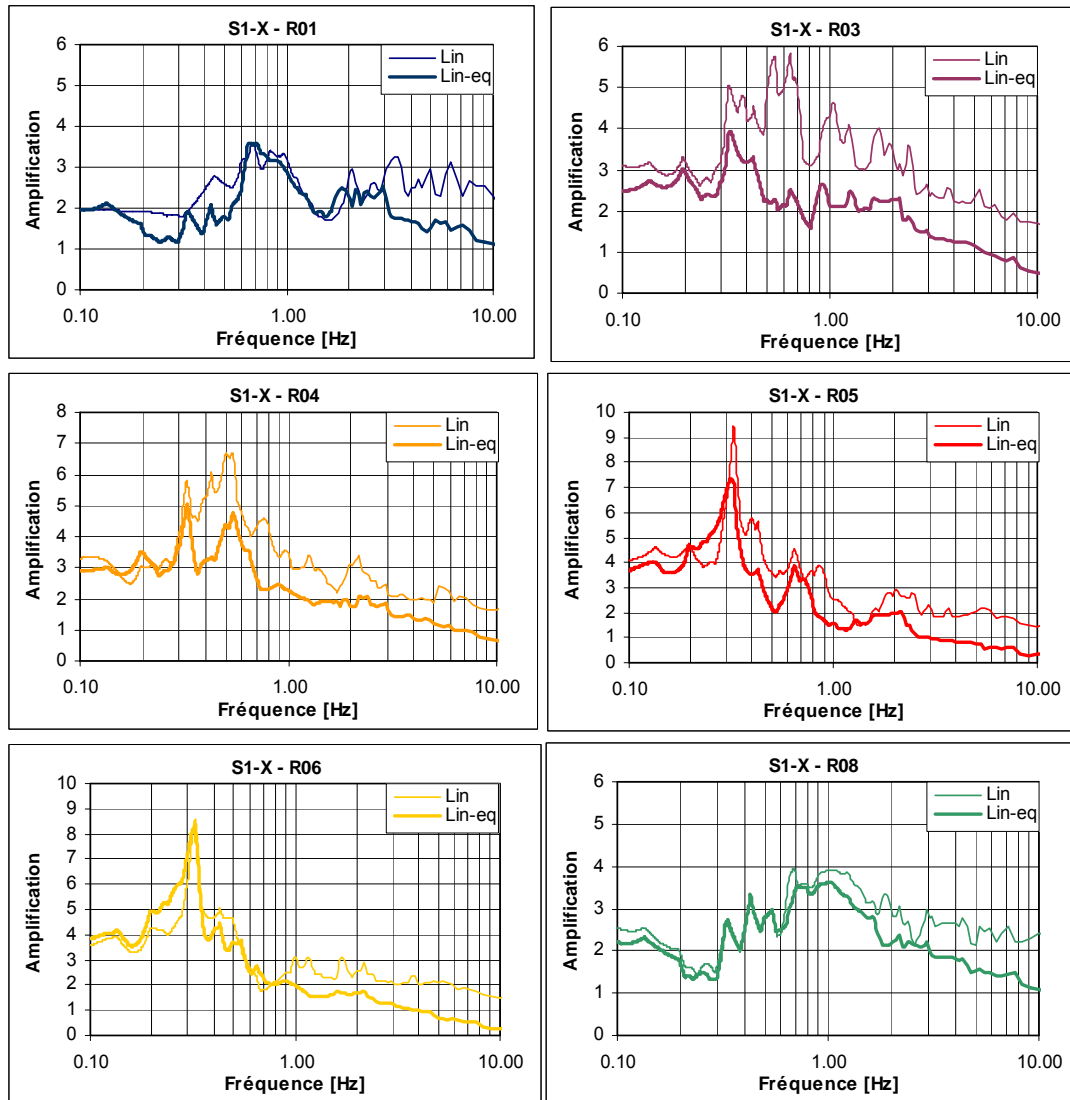 S1-X - R01
6
5
4
3
2
1
0
Amplification
Lin
Lin-eq
0.10
1.00
10.00
Fréquence [Hz]
S1-X - R03
6
5
4
3
2
1
0
Amplification
Lin
Lin-eq
0.10
1.00
10.00
Fréquence [Hz]
S1-X - R04
8
7
6
5
4
3
2
1
0
Amplification
Lin
Lin-eq
0.10
1.00
10.00
Fréquence [Hz]
S1-X - R05
10
9
8
7
6
5
4
3
2
1
0
Amplification
Lin
Lin-eq
0.10
1.00
10.00
Fréquence [Hz]
S1-X - R06
10
9
8
7
6
5
4
3
2
1
0
Amplification
Lin
Lin-eq
0.10
1.00
10.00
Fréquence [Hz]
S1-X - R08
6
5
4
3
2
1
0
Amplification
Lin
Lin-eq
0.10
1.00
10.00
Fréquence [Hz]